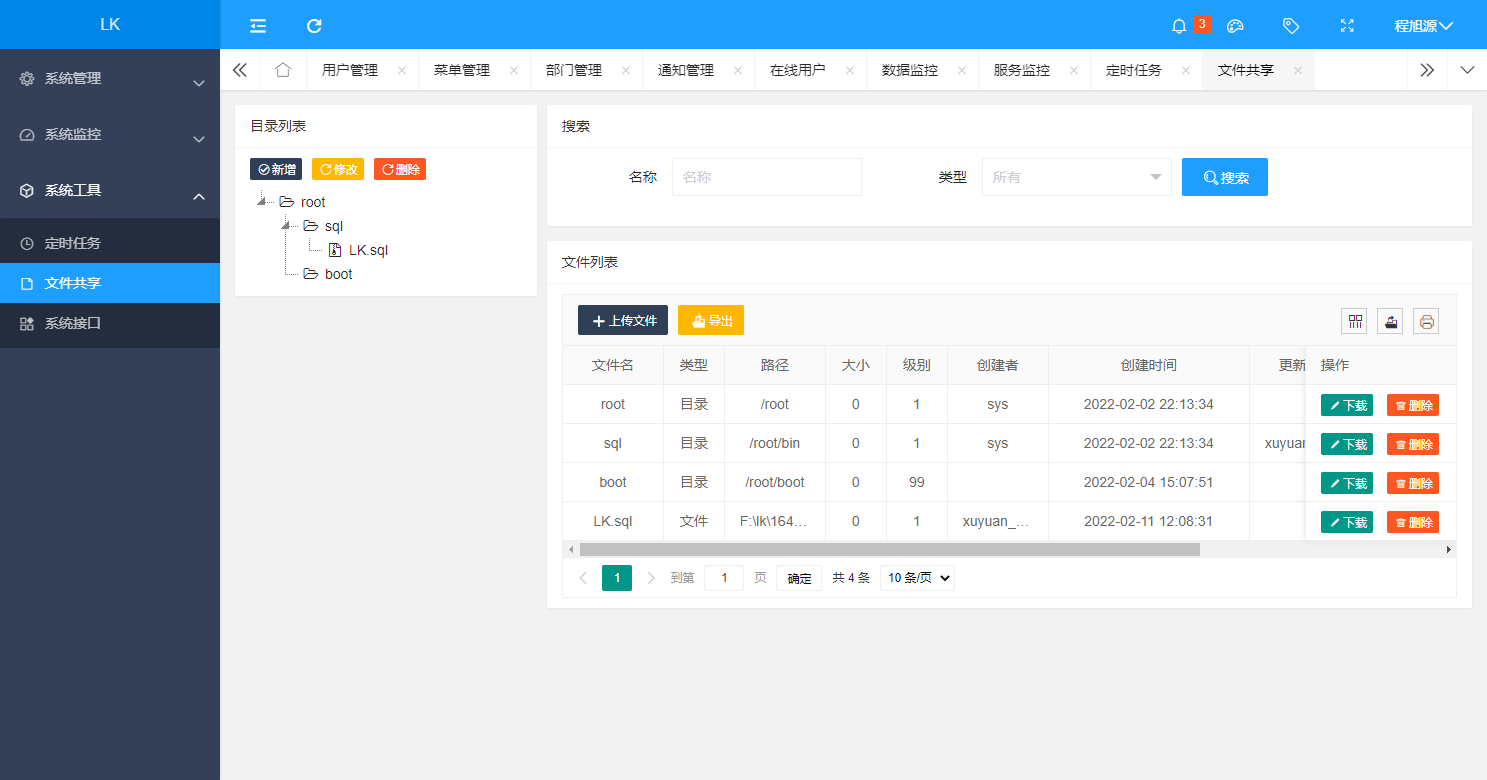 LK
3
程旭源
系统管理
系统监控
系统工具
定时任务
文件共享
系统接口
用户管理
菜单管理
部门管理
通知管理
在线用户
数据监控
服务监控
定时任务
文件共享
目录列表
新增 修改 删除
root
sql
LK.sql
boot
搜索
名称 名称 类型 所有 搜索
文件列表
上传文件 导出
文件名 类型 路径 大小 级别 创建者 创建时间 更新 操作
root 目录 /root 0 1 sys 2022-02-02 22:13:34 下载 删除
sql 目录 /root/bin 0 1 sys 2022-02-02 22:13:34 xuyuan 下载 删除
boot 目录 /root/boot 0 99 2022-02-04 15:07:51 下载 删除
LK.sql 文件 F:\lk\164... 0 1 xuyuan_... 2022-02-11 12:08:31 下载 删除
1 到第 1 页 确定 共 4 条 10 条/页